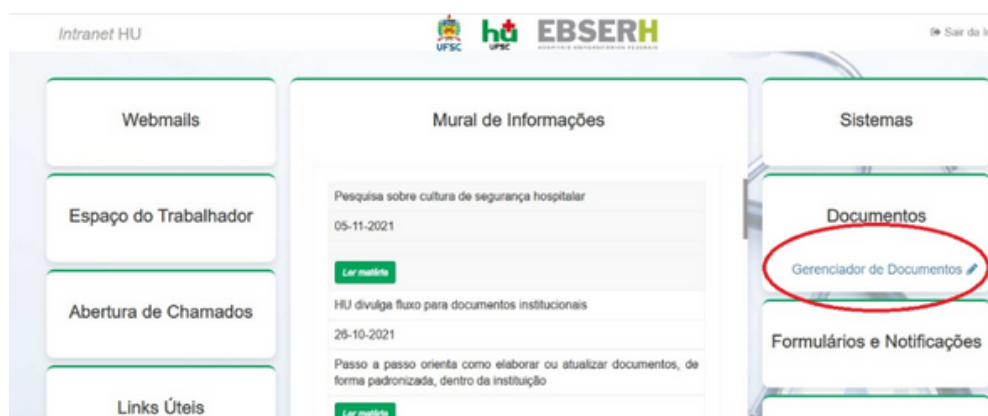 Intranet HU
UFSC
hu
UFSC
EBSERH
HOSPITAIS UNIVERSITÁRIOS FEDERAIS
Sair da
Webmails
Espaço do Trabalhador
Abertura de Chamados
Links Úteis
Mural de Informações
Pesquisa sobre cultura de segurança hospitalar
05-11-2021
Ler matéria
HU divulga fluxo para documentos institucionais
26-10-2021
Passo a passo orienta como elaborar ou atualizar documentos, de
forma padronizada, dentro da instituição
Ler matéria
Sistemas
Documentos
Gerenciador de Documentos
Formulários e Notificações